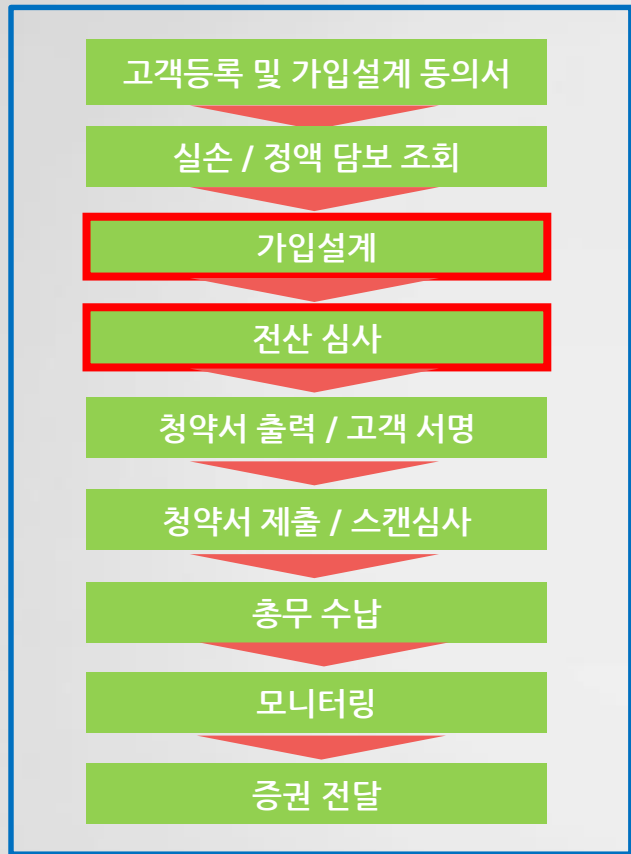 고객등록 및 가입설계 동의서
실손 / 정액 담보 조회
가입설계
전산 심사
청약서 출력 / 고객 서명
청약서 제출 / 스캔심사
총무 수납
모니터링
증권 전달